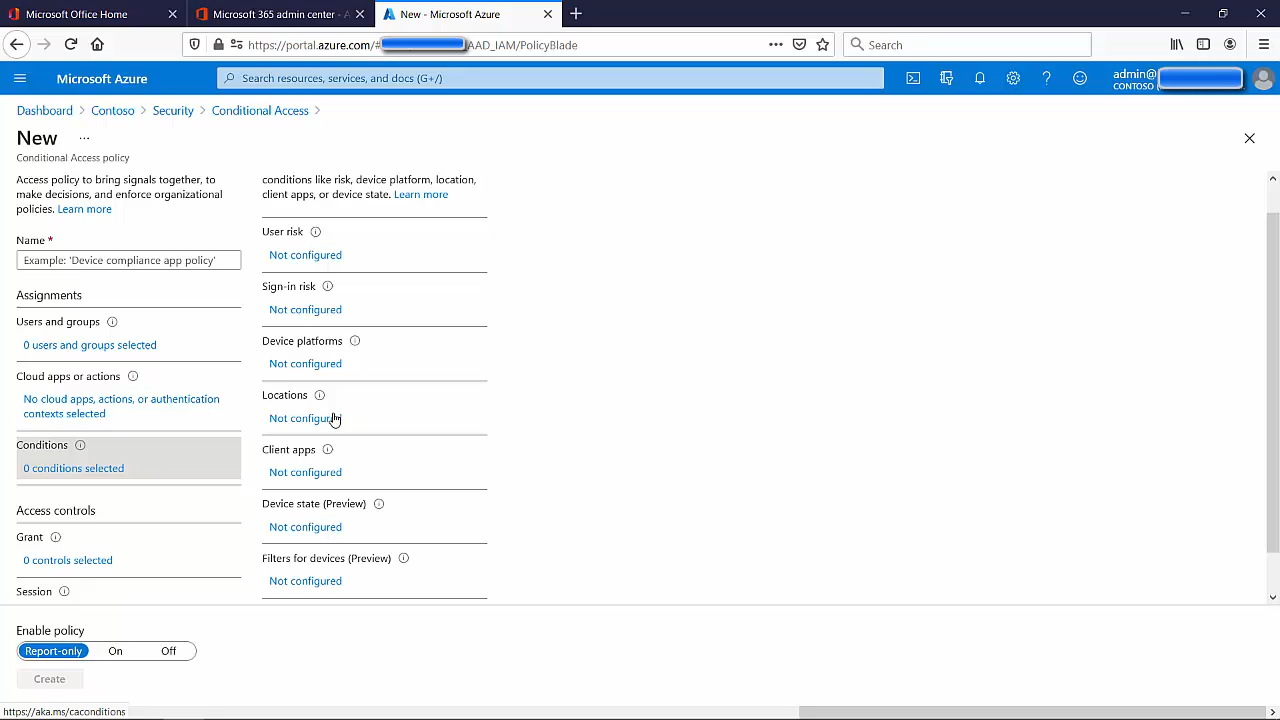 Microsoft Office Home
Microsoft 365 admin center - A
New - Microsoft Azure
https://portal.azure.com/#
AAD_IAM/PolicyBlade
Search
Microsoft Azure
Search resources, services, and docs (G+/)
admin@
CONTOSO (
Dashboard > Contoso > Security > Conditional Access >
New ...
Conditional Access policy
Access policy to bring signals together, to
make decisions, and enforce organizational
policies. Learn more
Name *
Example: 'Device compliance app policy'
Assignments
Users and groups
0 users and groups selected
Cloud apps or actions
No cloud apps, actions, or authentication
contexts selected
Conditions
0 conditions selected
Access controls
Grant
0 controls selected
Session
conditions like risk, device platform, location,
client apps, or device state. Learn more
User risk
Not configured
Sign-in risk
Not configured
Device platforms
Not configured
Locations
Not configured
Client apps
Not configured
Device state (Preview)
Not configured
Filters for devices (Preview)
Not configured
Enable policy
Report-only On Off
Create
https://aka.ms/caconditions